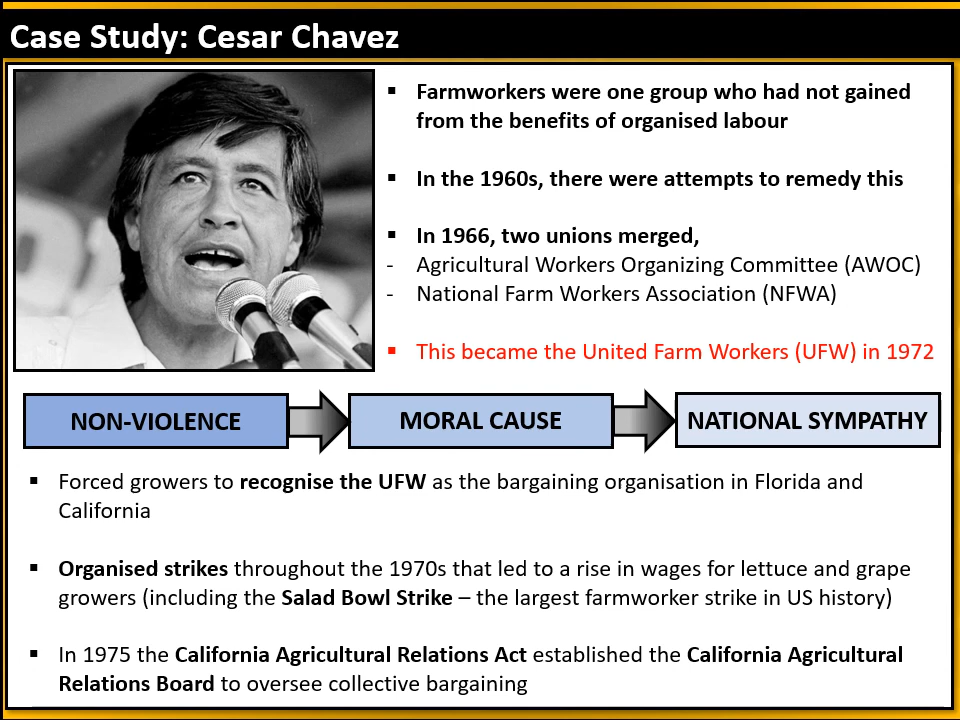 Case Study: Cesar Chavez
▪ Farmworkers were one group who had not gained
from the benefits of organised labour
▪ In the 1960s, there were attempts to remedy this
▪ In 1966, two unions merged,
- Agricultural Workers Organizing Committee (AWOC)
- National Farm Workers Association (NFWA)
▪ This became the United Farm Workers (UFW) in 1972
NON-VIOLENCE
MORAL CAUSE
NATIONAL SYMPATHY
▪ Forced growers to recognise the UFW as the bargaining organisation in Florida and
California
▪ Organised strikes throughout the 1970s that led to a rise in wages for lettuce and grape
growers (including the Salad Bowl Strike – the largest farmworker strike in US history)
▪ In 1975 the California Agricultural Relations Act established the California Agricultural
Relations Board to oversee collective bargaining